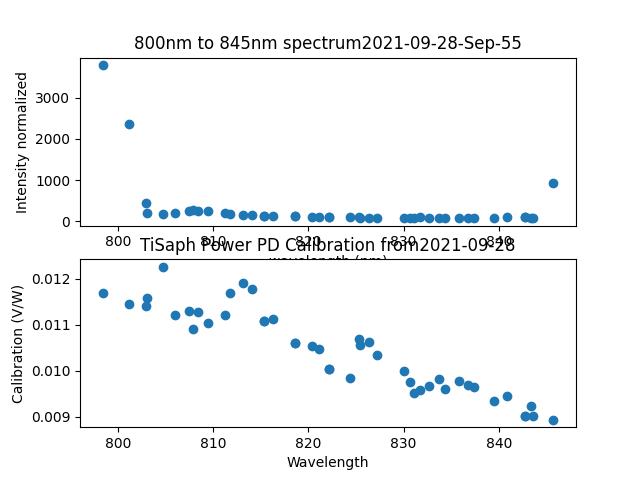 800nm to 845nm spectrum2021-09-28-Sep-55
Intensity normalized
3000
2000
1000
0
800 810 820 830 840
wavelength (nm)
TiSaph Power PD Calibration from2021-09-28
Calibration (V/W)
0.012
0.011
0.010
0.009
800 810 820 830 840
Wavelength